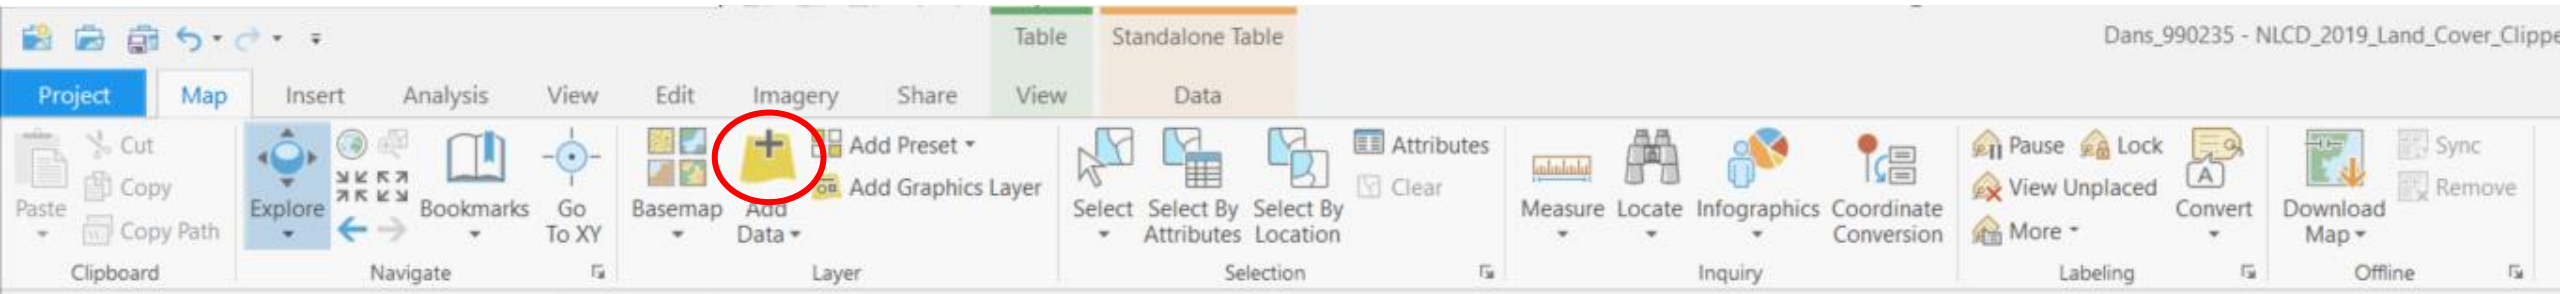 Table Standalone Table Dans_990235 - NLCD_2019_Land_Cover_Clippe
Project Map Insert Analysis View Edit Imagery Share View Data
Cut
Copy
Copy Path
Paste
Clipboard
Explore
Bookmarks
Go
To XY
Navigate
Basemap
Add
Data
Add Preset
Add Graphics Layer
Layer
Select
Select By
Attributes
Select By
Location
Attributes
Clear
Selection
Measure
Locate
Infographics
Coordinate
Conversion
Inquiry
Pause
Lock
View Unplaced
More
A
Convert
Labeling
Download
Map
Sync
Remove
Offline